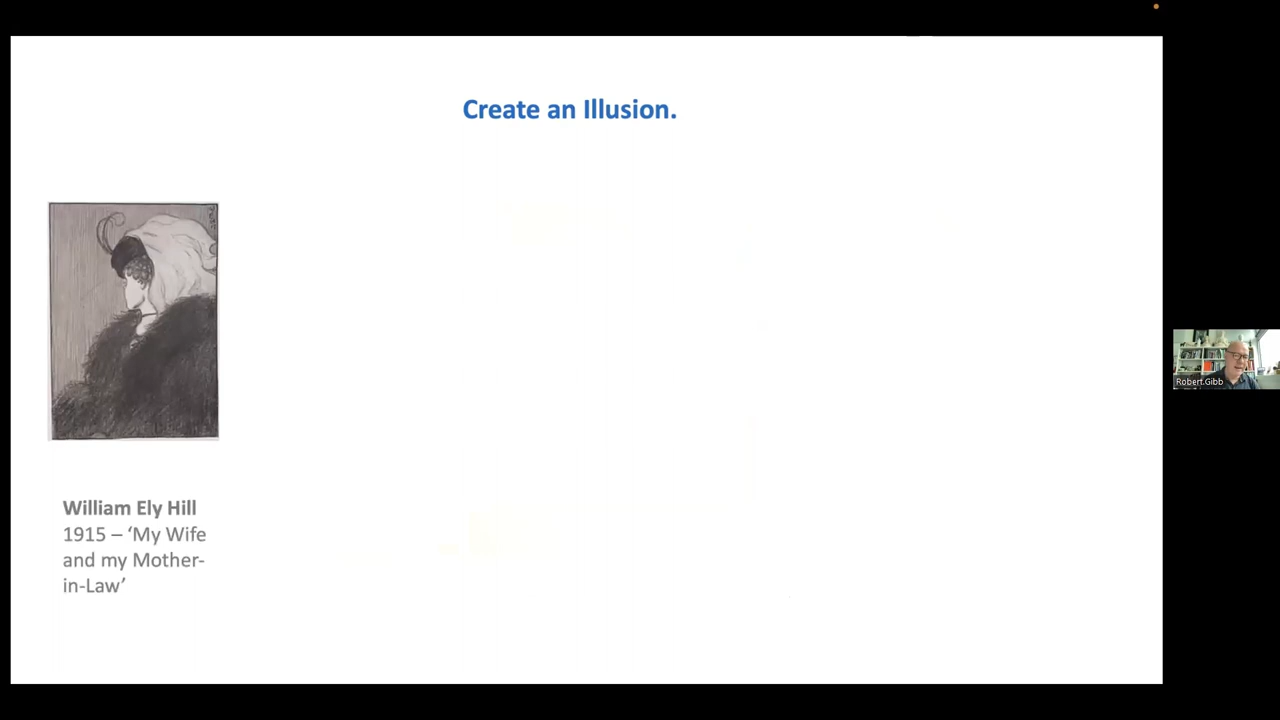 Create an Illusion.
William Ely Hill
1915 – ‘My Wife
and my Mother-
in-Law’
Robert.Gibb